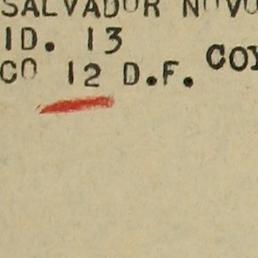 SALVADOR NOVO
ID. 13
CO 12 D.F. COY